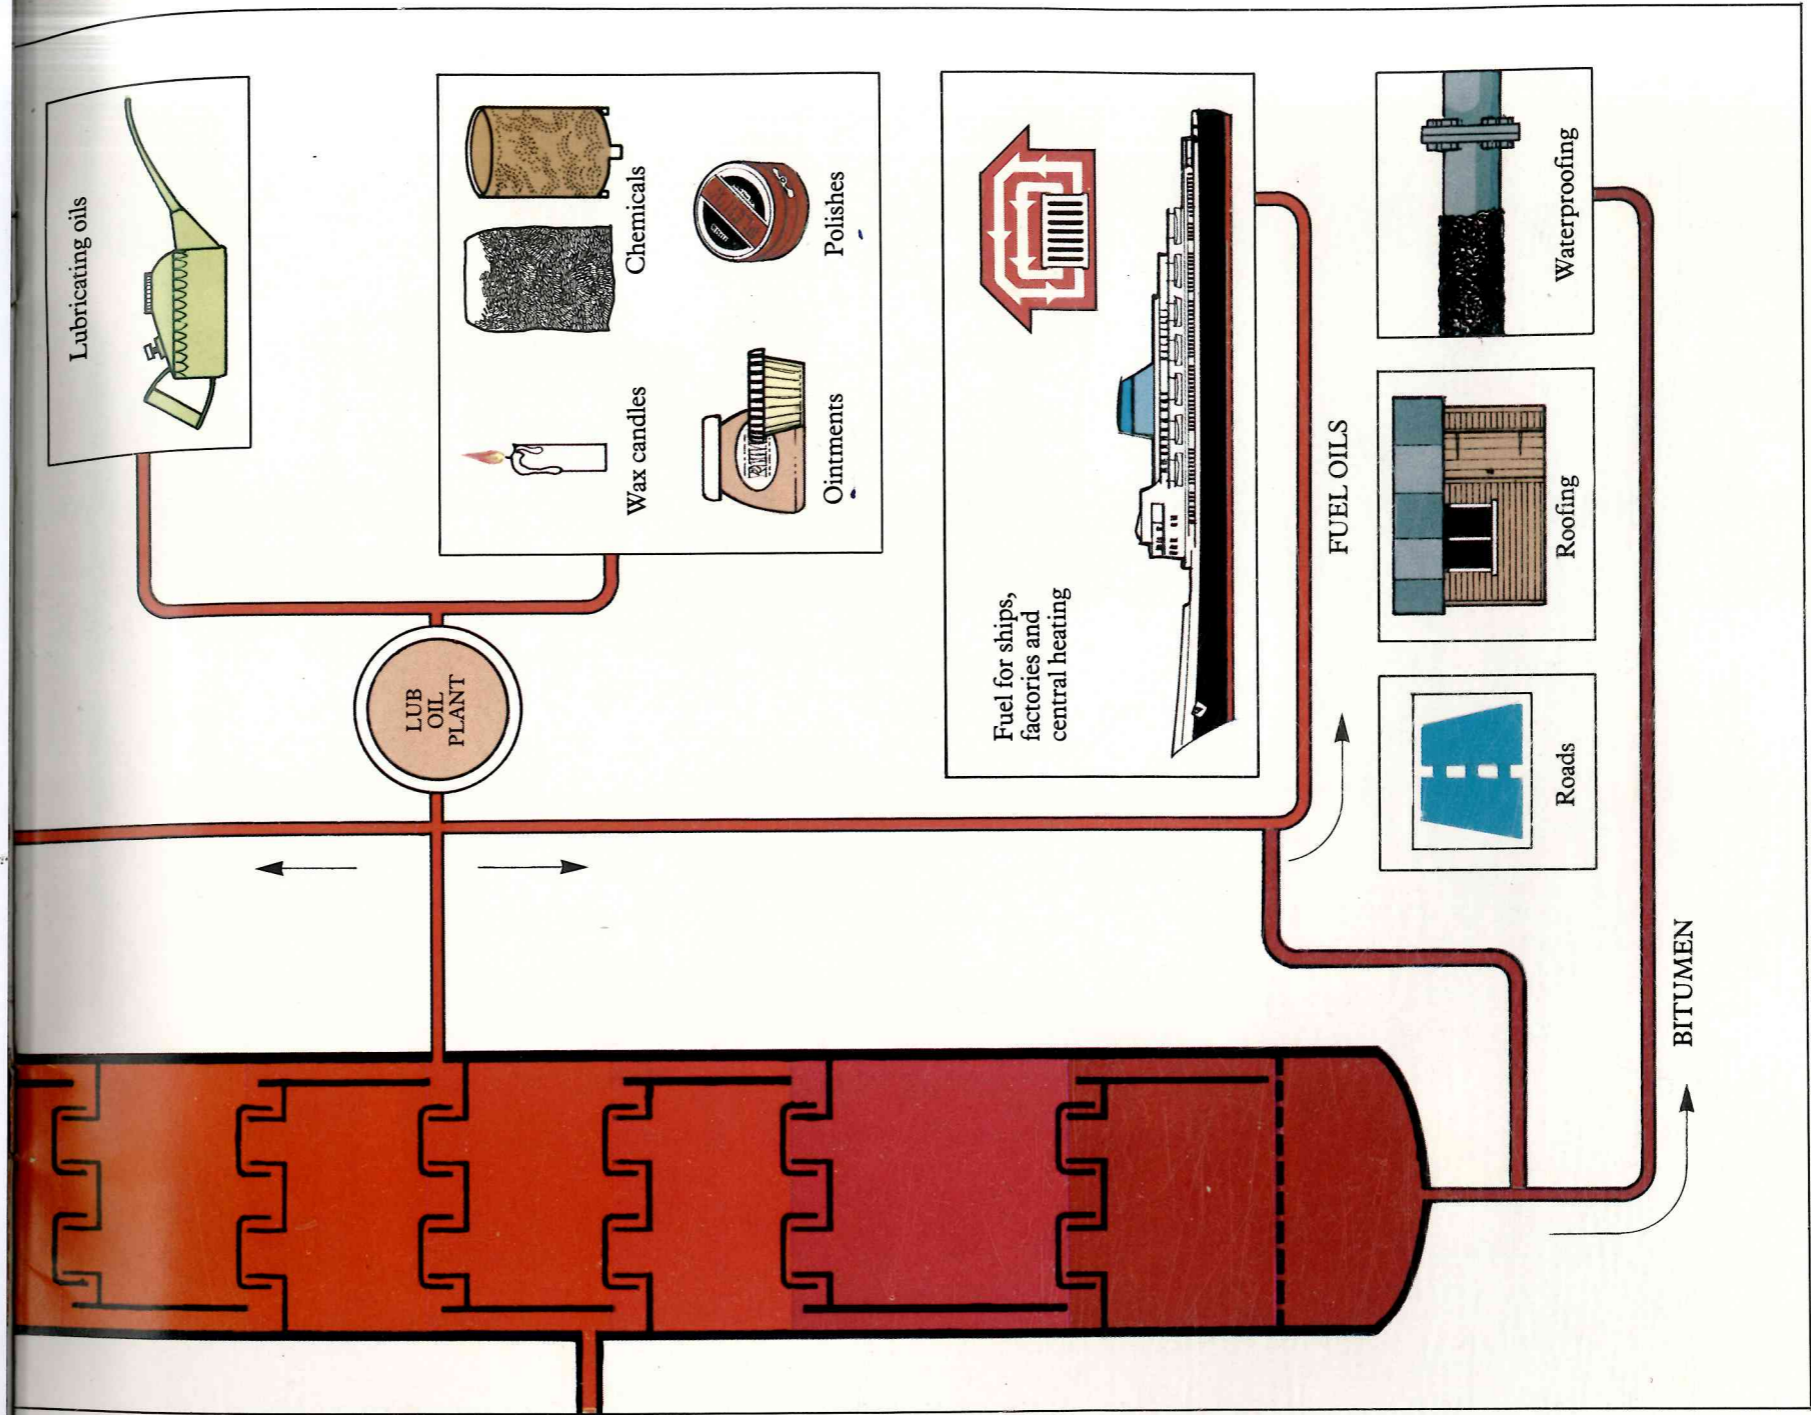 Lubricating oils
Wax candles
Chemicals
Ointments
Polishes
LUB
OIL
PLANT
Fuel for ships,
factories and
central heating
FUEL OILS
Roads
Roofing
Waterproofing
BITUMEN